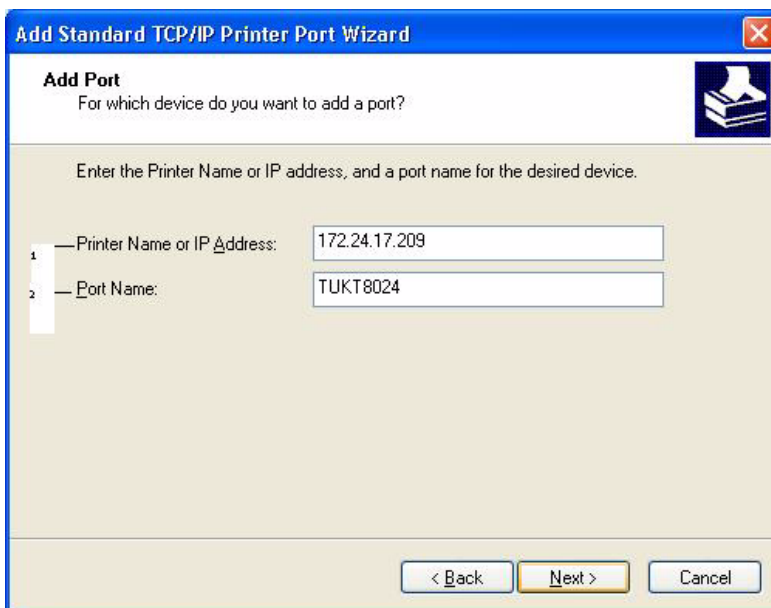 Add Standard TCP/IP Printer Port Wizard
Add Port
For which device do you want to add a port?
Enter the Printer Name or IP address, and a port name for the desired device.
1 Printer Name or IP Address: 172.24.17.209
2 Port Name: TUKT8024
< Back Next > Cancel